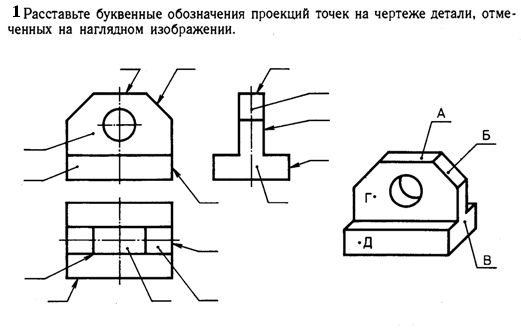 1 Расставьте буквенные обозначения проекций точек на чертеже детали, отме-
ченных на наглядном изображении.
А
Б
Г
Д
В